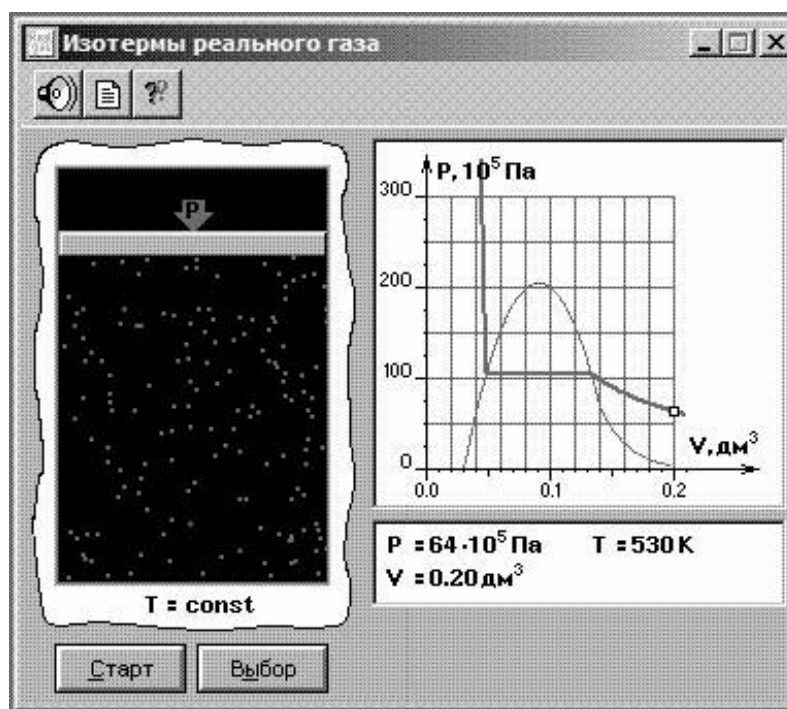 Изотермы реального газа
P
T = const
Старт
Выбор
P, 10⁵ Па
300
200
100
0
0.0
0.1
0.2
V, дм³
P = 64·10⁵ Па T = 530 K
V = 0.20 дм³